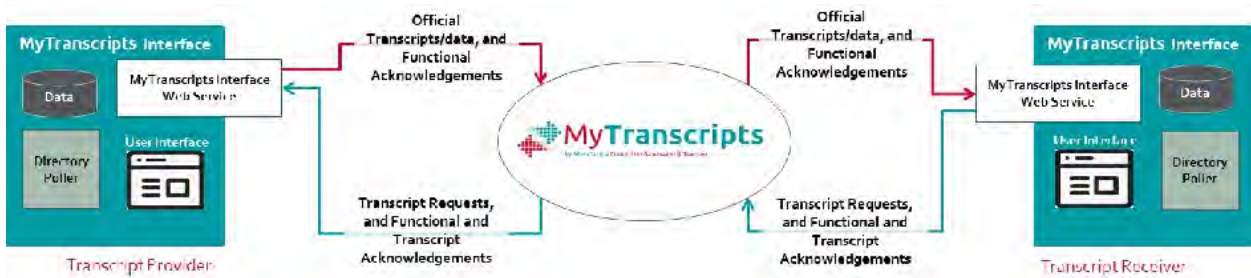 MyTranscripts Interface
MyTranscripts Interface
Web Service
Data
User Interface
Directory
Poller
Transcript Provider
Official
Transcripts/data, and
Functional
Acknowledgements
Transcript Requests,
and Functional and
Transcript
Acknowledgements
MyTranscripts
Official
Transcripts/data, and
Functional
Acknowledgements
Transcript Requests,
and Functional and
Transcript
Acknowledgements
MyTranscripts Interface
MyTranscripts Interface
Web Service
Data
User Interface
Directory
Poller
Transcript Receiver